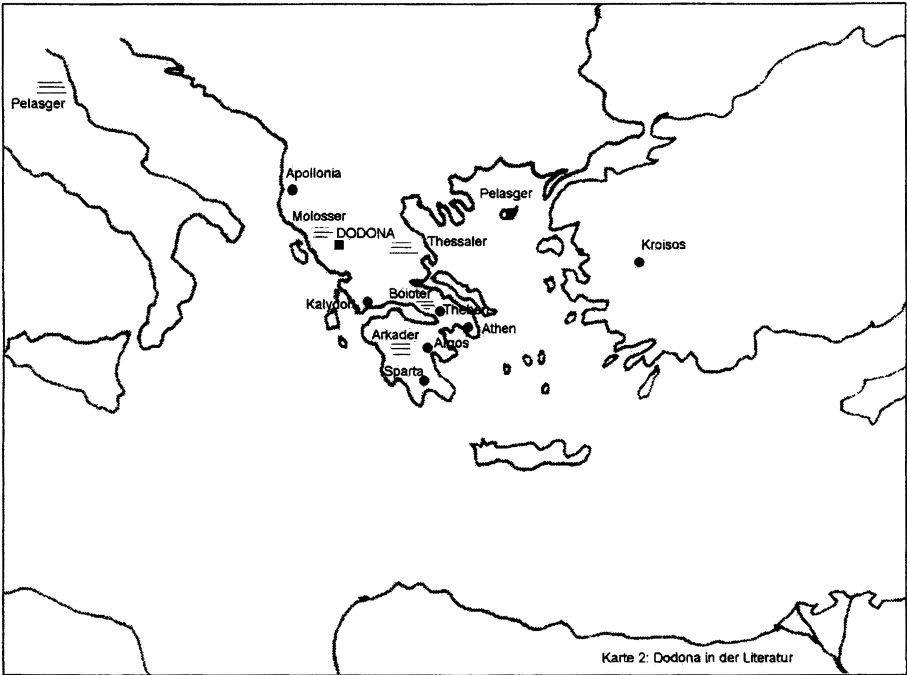 Pelasger
Apollonia
Pelasger
Molosser
DODONA
Thessaler
Kroisos
Boioter
Kalydon
Theben
Athen
Arkader
Argos
Sparta
Karte 2: Dodona in der Literatur